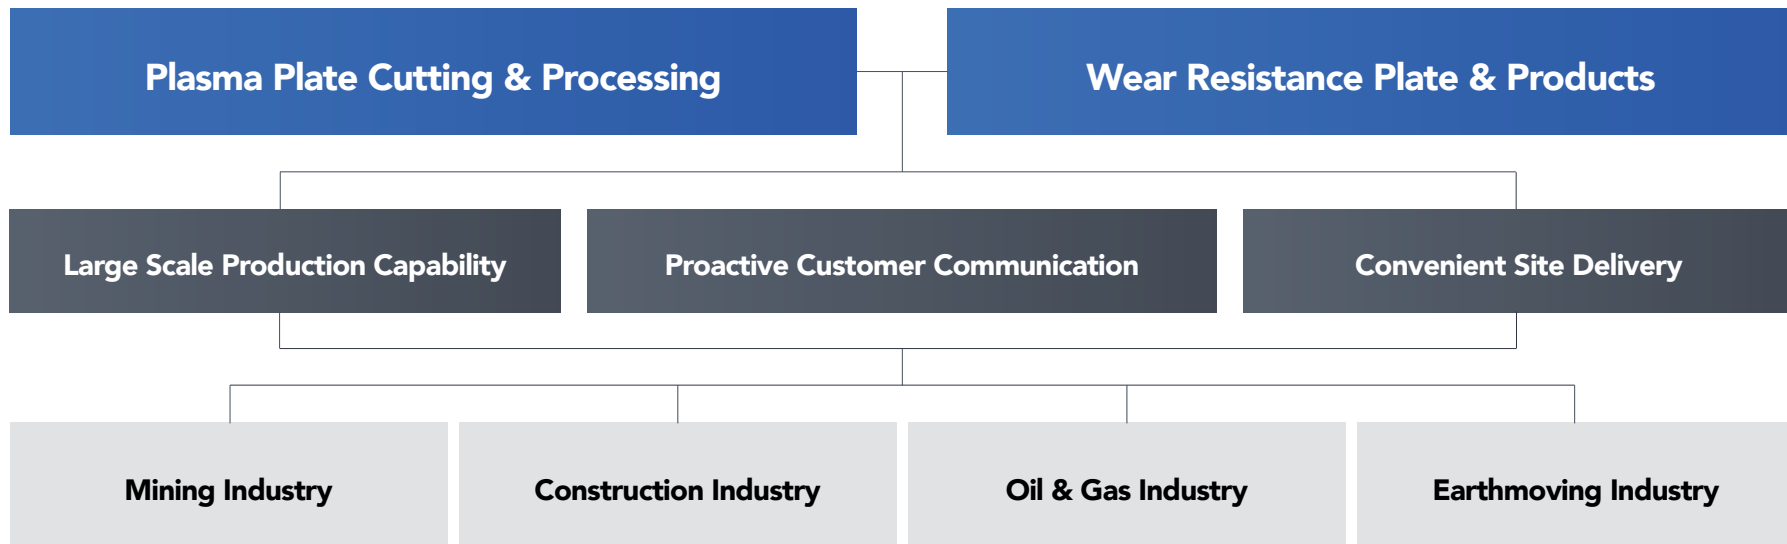 Plasma Plate Cutting & Processing
Wear Resistance Plate & Products
Large Scale Production Capability
Proactive Customer Communication
Convenient Site Delivery
Mining Industry
Construction Industry
Oil & Gas Industry
Earthmoving Industry